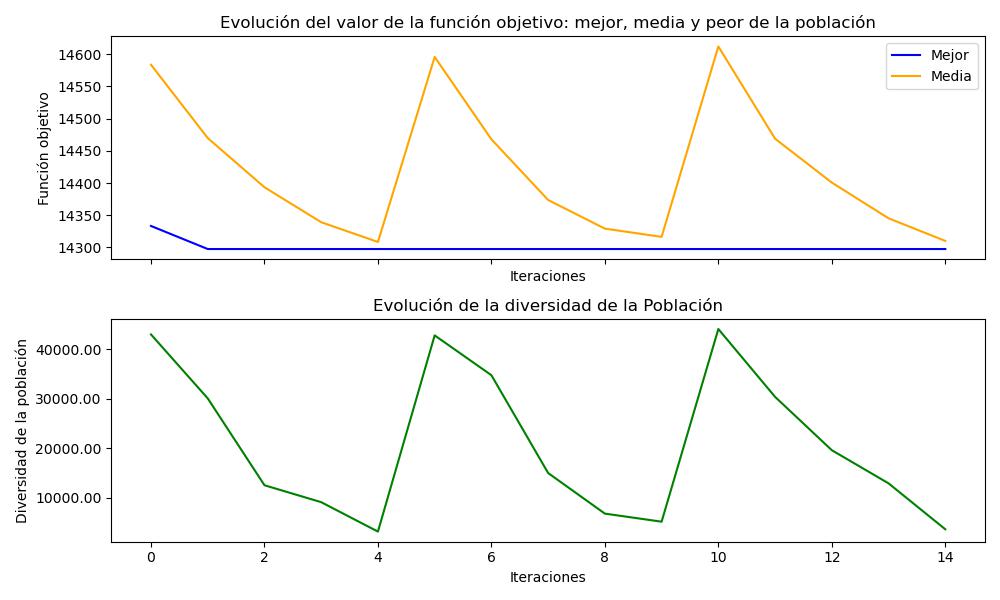 Evolución del valor de la función objetivo: mejor, media y peor de la población
Función objetivo
14600
14550
14500
14450
14400
14350
14300
Mejor
Media
Iteraciones
Evolución de la diversidad de la Población
Diversidad de la población
40000.00
30000.00
20000.00
10000.00
0 2 4 6 8 10 12 14
Iteraciones